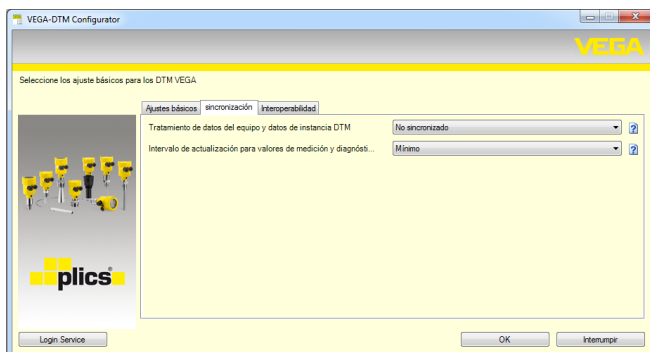 VEGA-DTM Configurator
VEGA
Seleccione los ajuste básicos para los DTM VEGA
Ajustes básicos sincronización Interoperabilidad
Tratamiento de datos del equipo y datos de instancia DTM No sincronizado
Intervalo de actualización para valores de medición y diagnósti... Mínimo
plics®
Login Service OK Interrumpir